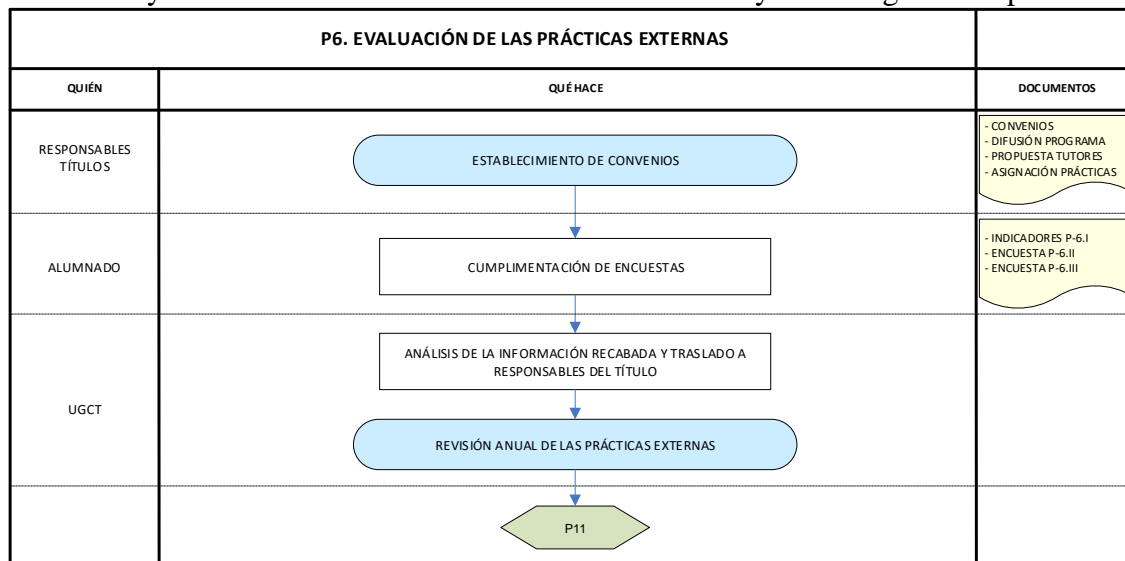 P6. EVALUACIÓN DE LAS PRÁCTICAS EXTERNAS
QUIÉN
QUÉ HACE
DOCUMENTOS
RESPONSABLES
TÍTULOS
ESTABLECIMIENTO DE CONVENIOS
- CONVENIOS
- DIFUSIÓN PROGRAMA
- PROPUESTA TUTORES
- ASIGNACIÓN PRÁCTICAS
ALUMNADO
CUMPLIMENTACIÓN DE ENCUESTAS
- INDICADORES P-6.I
- ENCUESTA P-6.II
- ENCUESTA P-6.III
UGCT
ANÁLISIS DE LA INFORMACIÓN RECABADA Y TRASLADO A
RESPONSABLES DEL TÍTULO
REVISIÓN ANUAL DE LAS PRÁCTICAS EXTERNAS
P11